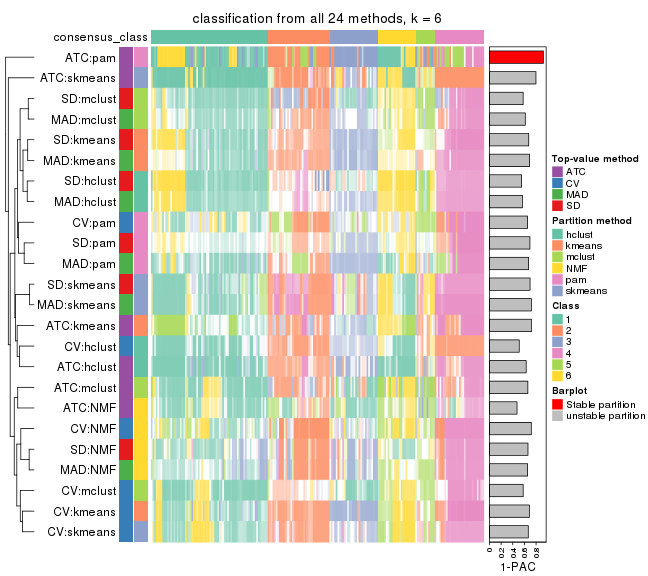 classification from all 24 methods, k = 6
consensus_class
ATC:pam
ATC:skmeans
SD:mclust
MAD:mclust
SD:kmeans
MAD:kmeans
SD:hclust
MAD:hclust
CV:pam
SD:pam
MAD:pam
SD:skmeans
MAD:skmeans
ATC:kmeans
CV:hclust
ATC:hclust
ATC:mclust
ATC:NMF
CV:NMF
SD:NMF
MAD:NMF
CV:mclust
CV:kmeans
CV:skmeans
0 0.2 0.4 0.6 0.8
1-PAC
Top-value method
ATC
CV
MAD
SD
Partition method
hclust
kmeans
mclust
NMF
pam
skmeans
Class
1
2
3
4
5
6
Barplot
Stable partition
unstable partition